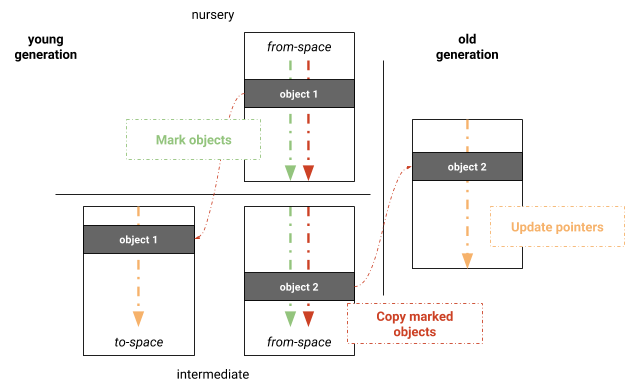 nursery
young
generation
from-space
old
generation
object 1
Mark objects
object 2
object 1
Update pointers
object 2
Copy marked
objects
to-space
from-space
intermediate